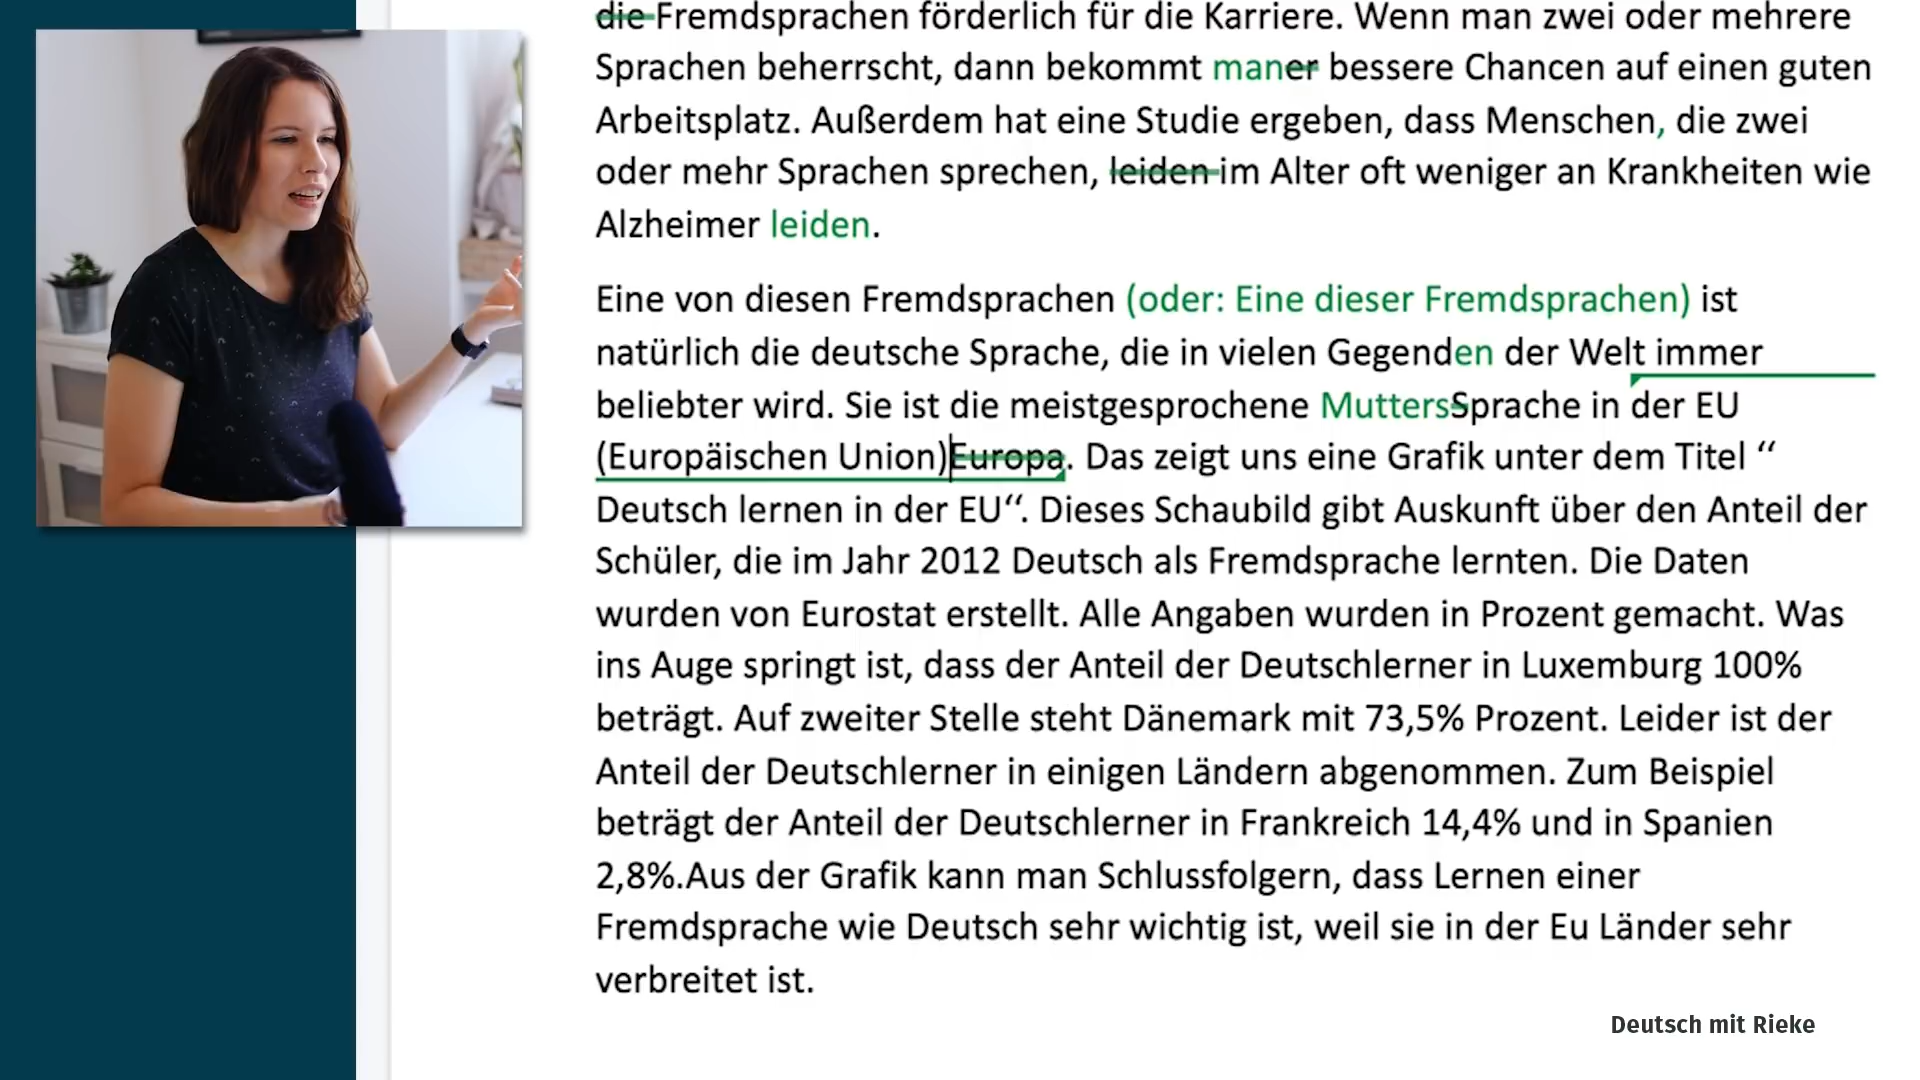 die Fremdsprachen förderlich für die Karriere. Wenn man zwei oder mehrere
Sprachen beherrscht, dann bekommt maner bessere Chancen auf einen guten
Arbeitsplatz. Außerdem hat eine Studie ergeben, dass Menschen, die zwei
oder mehr Sprachen sprechen, leiden im Alter oft weniger an Krankheiten wie
Alzheimer leiden.
Eine von diesen Fremdsprachen (oder: Eine dieser Fremdsprachen) ist
natürlich die deutsche Sprache, die in vielen Gegenden der Welt immer
beliebter wird. Sie ist die meistgesprochene MuttersSprache in der EU
(Europäischen Union)Europa. Das zeigt uns eine Grafik unter dem Titel “
Deutsch lernen in der EU“. Dieses Schaubild gibt Auskunft über den Anteil der
Schüler, die im Jahr 2012 Deutsch als Fremdsprache lernten. Die Daten
wurden von Eurostat erstellt. Alle Angaben wurden in Prozent gemacht. Was
ins Auge springt ist, dass der Anteil der Deutschlerner in Luxemburg 100%
beträgt. Auf zweiter Stelle steht Dänemark mit 73,5% Prozent. Leider ist der
Anteil der Deutschlerner in einigen Ländern abgenommen. Zum Beispiel
beträgt der Anteil der Deutschlerner in Frankreich 14,4% und in Spanien
2,8%.Aus der Grafik kann man Schlussfolgern, dass Lernen einer
Fremdsprache wie Deutsch sehr wichtig ist, weil sie in der Eu Länder sehr
verbreitet ist.
Deutsch mit Rieke